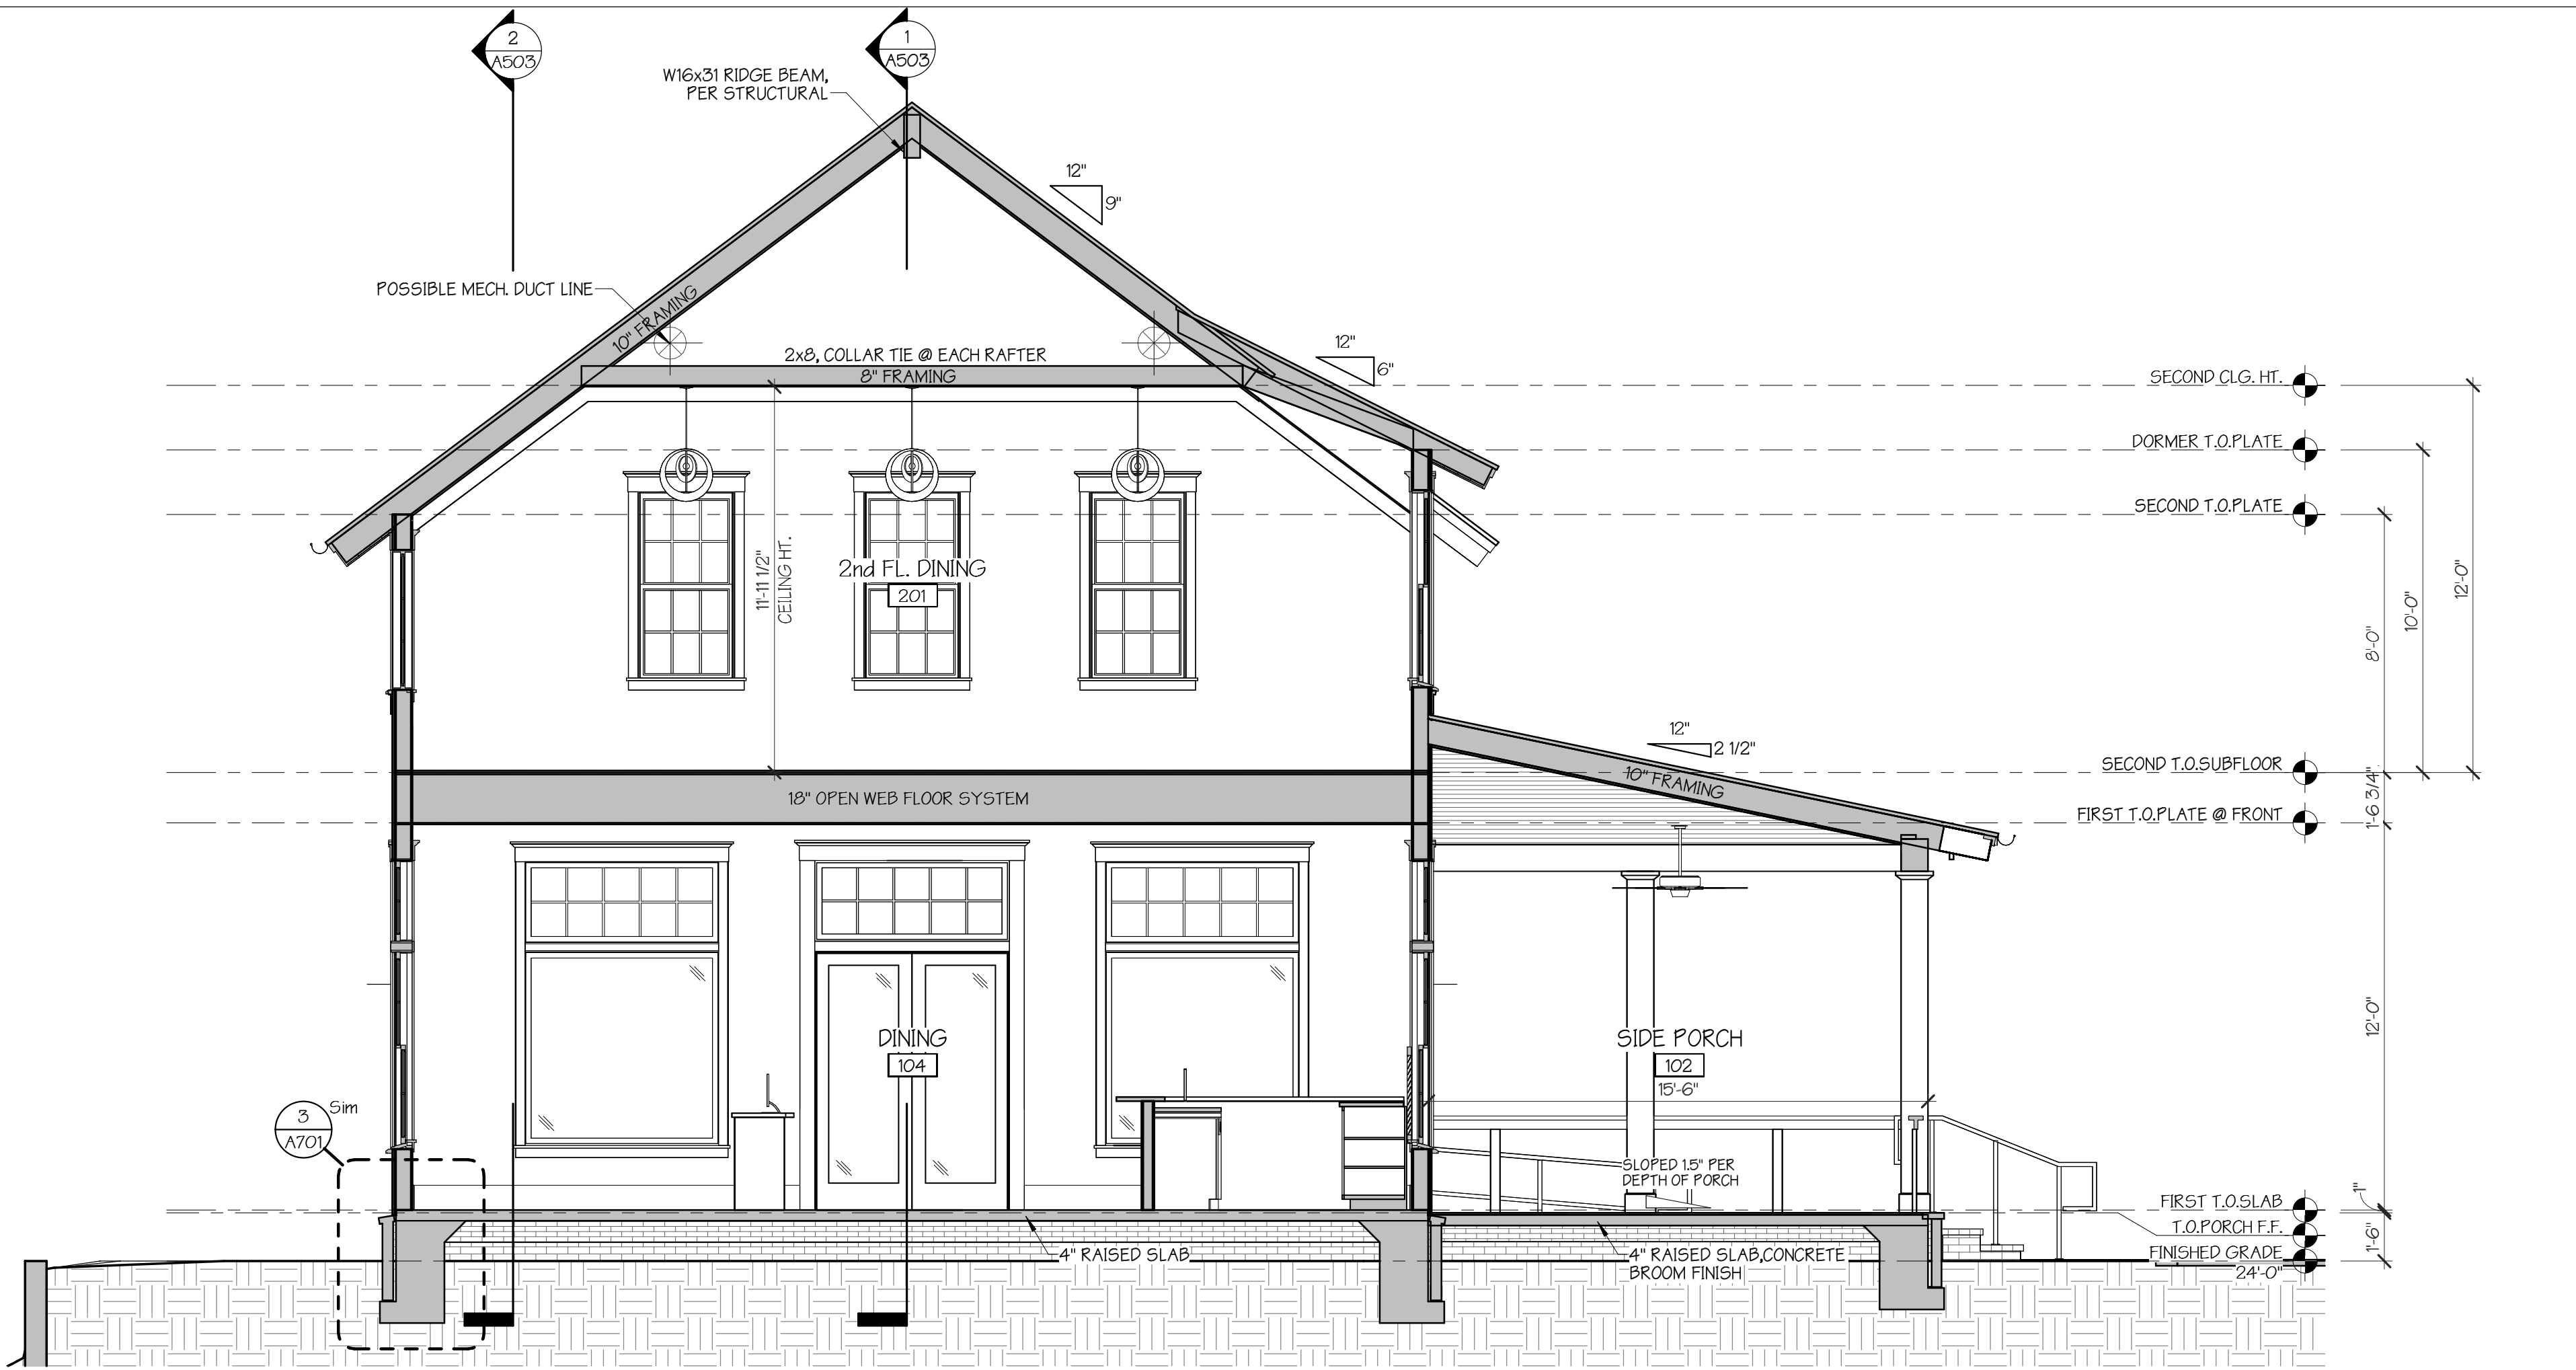 2
A503
1
A503
W16x31 RIDGE BEAM,
PER STRUCTURAL
12"
9"
POSSIBLE MECH. DUCT LINE
10" FRAMING
2x8, COLLAR TIE @ EACH RAFTER
8" FRAMING
12"
6"
SECOND CLG. HT.
DORMER T.O.PLATE
SECOND T.O.PLATE
11'-11 1/2"
CEILING HT.
2nd FL. DINING
201
12'-0"
10'-0"
8'-0"
12"
2 1/2"
10" FRAMING
SECOND T.O.SUBFLOOR
1'-6 3/4"
18" OPEN WEB FLOOR SYSTEM
FIRST T.O.PLATE @ FRONT
12'-0"
DINING
104
SIDE PORCH
102
15'-6"
3
A701
Sim
SLOPED 1.5" PER
DEPTH OF PORCH
FIRST T.O.SLAB
1"
T.O.PORCH F.F.
1'-6"
FINISHED GRADE
24'-0"
4" RAISED SLAB
4" RAISED SLAB,CONCRETE
BROOM FINISH